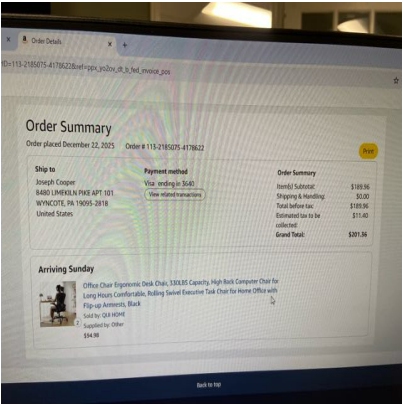 Order Details
ID=113-2185075-4178622&ref=ppx_yo2ov_dt_b_fed_invoice_pos
Order Summary
Order placed December 22, 2025 Order # 113-2185075-4178622
Print
Ship to
Joseph Cooper
8480 LIMEKILN PIKE APT 101
WYNCOTE, PA 19095-2818
United States
Payment method
Visa ending in 3640
View related transactions
Order Summary
Item(s) Subtotal: $189.96
Shipping & Handling: $0.00
Total before tax: $189.96
Estimated tax to be
collected: $11.40
Grand Total: $201.36
Arriving Sunday
Office Chair Ergonomic Desk Chair, 330LBS Capacity, High Back Computer Chair for
Long Hours Comfortable, Rolling Swivel Executive Task Chair for Home Office with
Flip-up Armrests, Black
Sold by: QUI HOME
Supplied by: Other
2
$94.98
Back to top